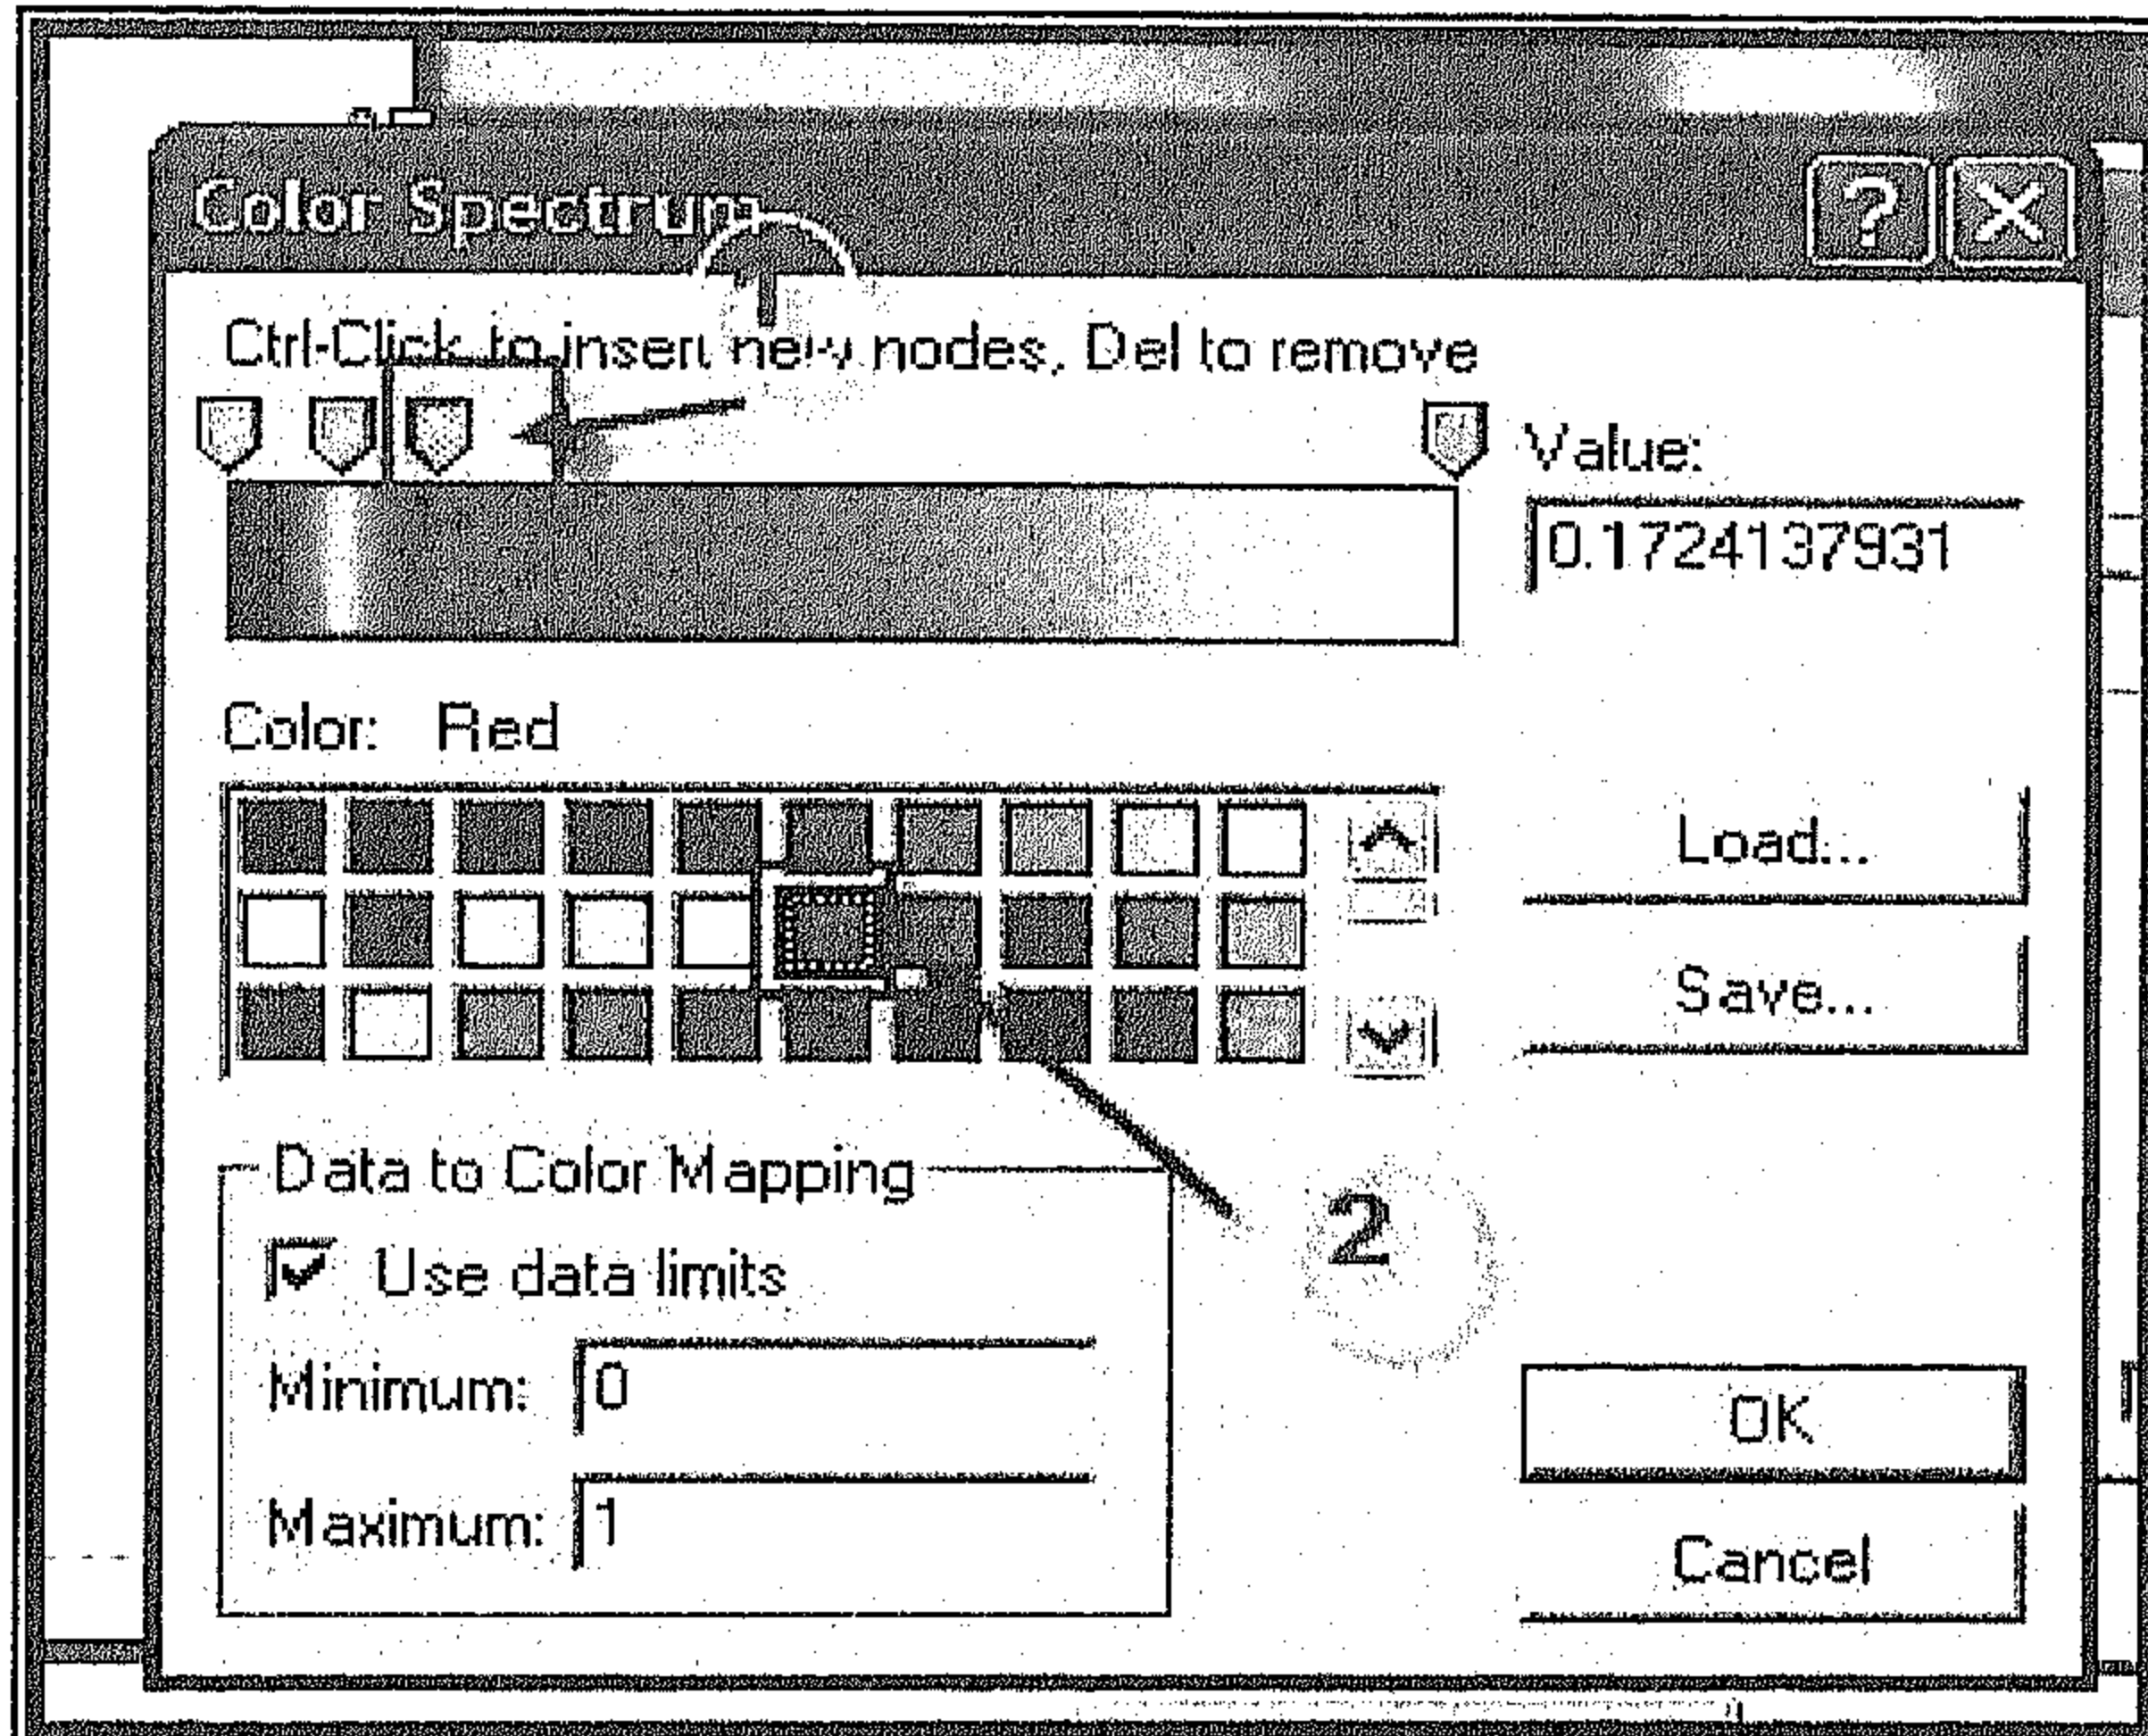 Color Spectrum
Ctrl-Click to insert new nodes, Del to remove
Value:
0.1724137931
Color: Red
Load...
Save...
Data to Color Mapping
2
Use data limits
Minimum: 0
OK
Maximum: 1
Cancel